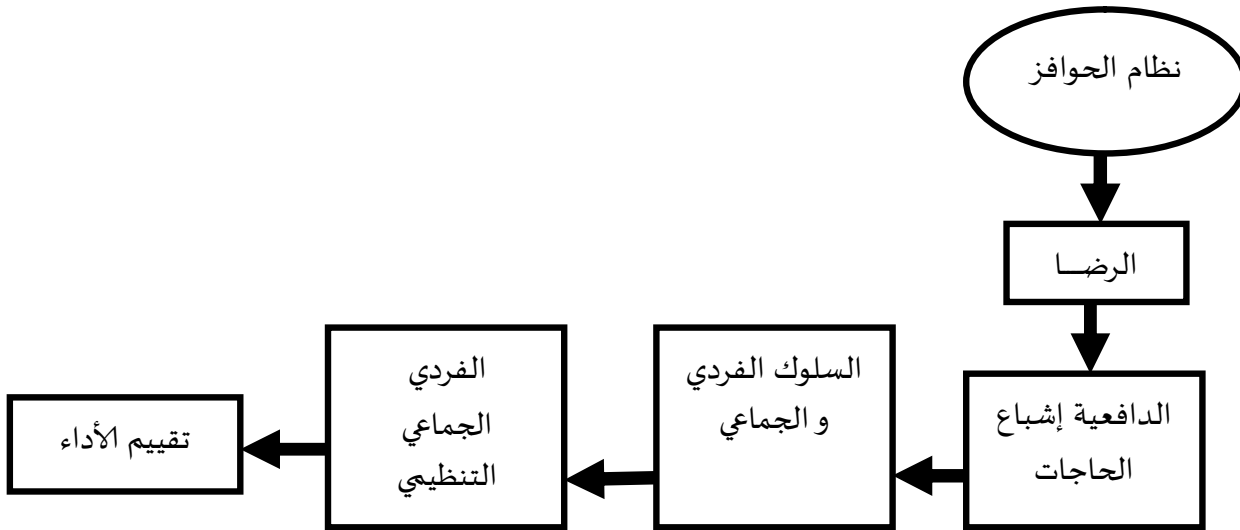 نظام الحوافز
الرضـــا
الدافعية إشباع
الحاجات
السلوك الفردي
و الجماعي
الفردي
الجماعي
التنظيمي
تقييم الأداء